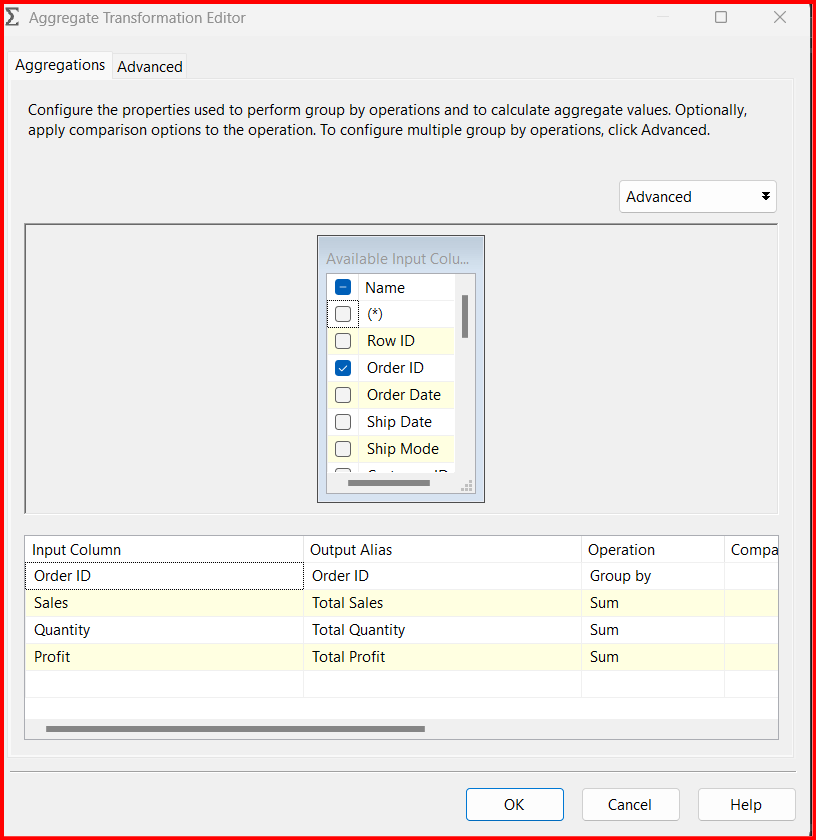 Aggregate Transformation Editor
Aggregations Advanced
Configure the properties used to perform group by operations and to calculate aggregate values. Optionally,
apply comparison options to the operation. To configure multiple group by operations, click Advanced.
Advanced
Available Input Colu...
Name
(*)
Row ID
Order ID
Order Date
Ship Date
Ship Mode
Input Column Output Alias Operation Compa
Order ID Order ID Group by
Sales Total Sales Sum
Quantity Total Quantity Sum
Profit Total Profit Sum
OK Cancel Help